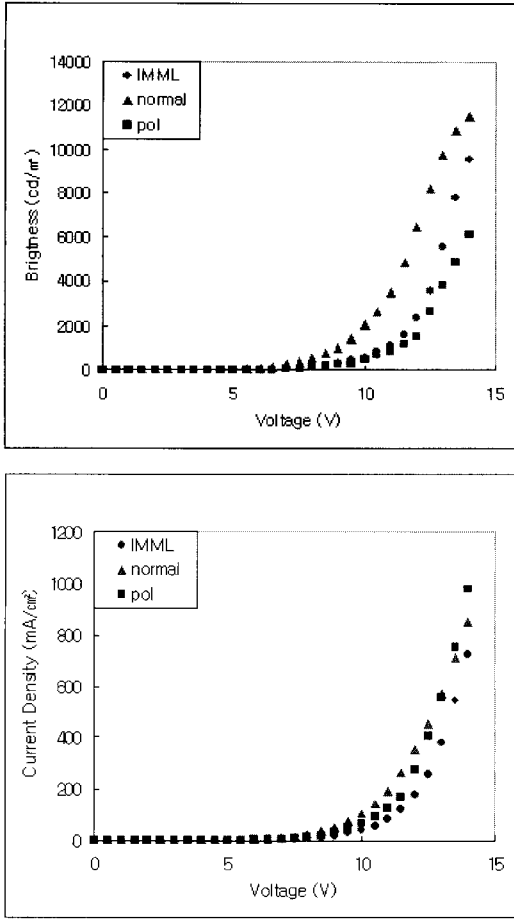 14000
12000
10000
8000
6000
4000
2000
0
IMML
normal
pol
Brigtness (cd/㎡)
0 5 10 15
Voltage (V)
1200
1000
800
600
400
200
0
IMML
normal
pol
Current Density (mA/㎠)
0 5 10 15
Voltage (V)